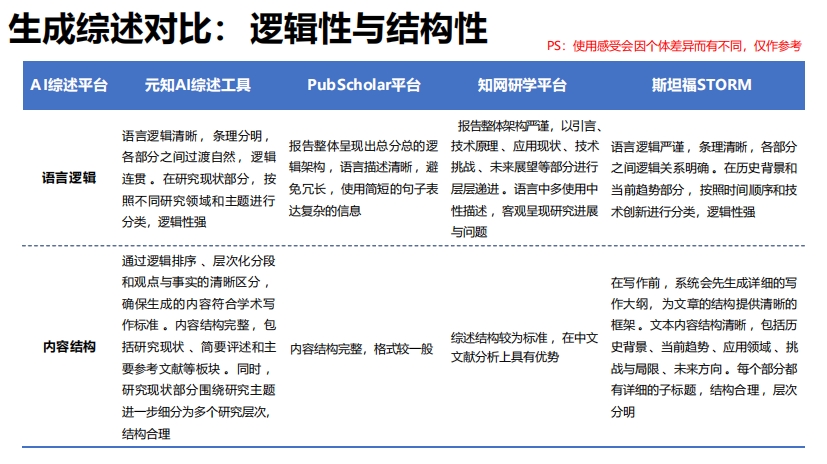 生成综述对比：逻辑性与结构性
PS：使用感受会因个体差异而有不同，仅作参考
AI综述平台
元知AI综述工具
PubScholar平台
知网研学平台
斯坦福STORM
语言逻辑
语言逻辑清晰，条理分明，
各部分之间过渡自然，逻辑
连贯。在研究现状部分，按
照不同研究领域和主题进行
分类，逻辑性强
报告整体呈现出总分总的逻
辑架构，语言描述清晰，避
免冗长，使用简短的句子表
达复杂的信息
报告整体架构严谨，以引言、
技术原理、应用现状、技术
挑战、未来展望等部分进行
层层递进。语言中多使用中
性描述，客观呈现研究进展
与问题
语言逻辑严谨，条理清晰，各部分
之间逻辑关系明确。在历史背景和
当前趋势部分，按照时间顺序和技
术创新进行分类，逻辑性强
内容结构
通过逻辑排序、层次化分段
和观点与事实的清晰区分，
确保生成的内容符合学术写
作标准。内容结构完整，包
括研究现状、简要评述和主
要参考文献等板块。同时，
研究现状部分围绕研究主题
进一步细分为多个研究层次，
结构合理
内容结构完整，格式较一般
综述结构较为标准，在中文
文献分析上具有优势
在写作前，系统会先生成详细的写
作大纲，为文章的结构提供清晰的
框架。文本内容结构清晰，包括历
史背景、当前趋势、应用领域、挑
战与局限、未来方向。每个部分都
有详细的子标题，结构合理，层次
分明